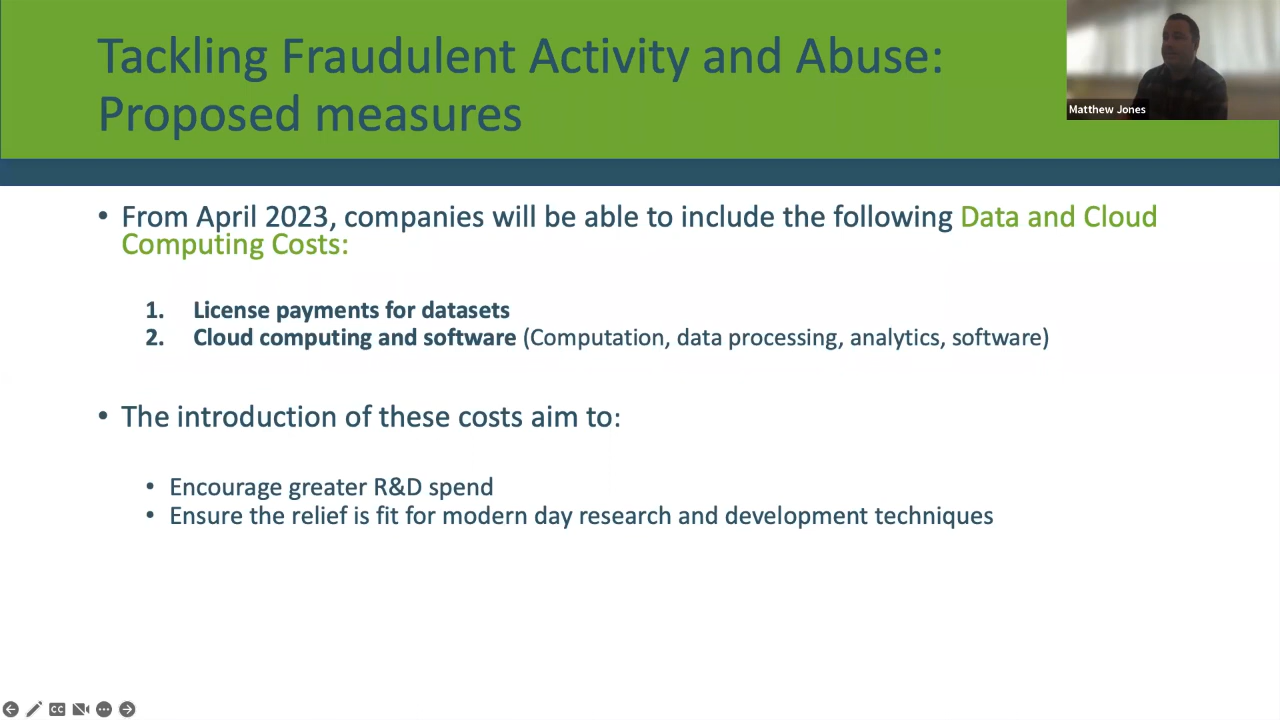 Tackling Fraudulent Activity and Abuse:
Proposed measures
Matthew Jones
• From April 2023, companies will be able to include the following Data and Cloud
Computing Costs:
1. License payments for datasets
2. Cloud computing and software (Computation, data processing, analytics, software)
• The introduction of these costs aim to:
• Encourage greater R&D spend
• Ensure the relief is fit for modern day research and development techniques
CC